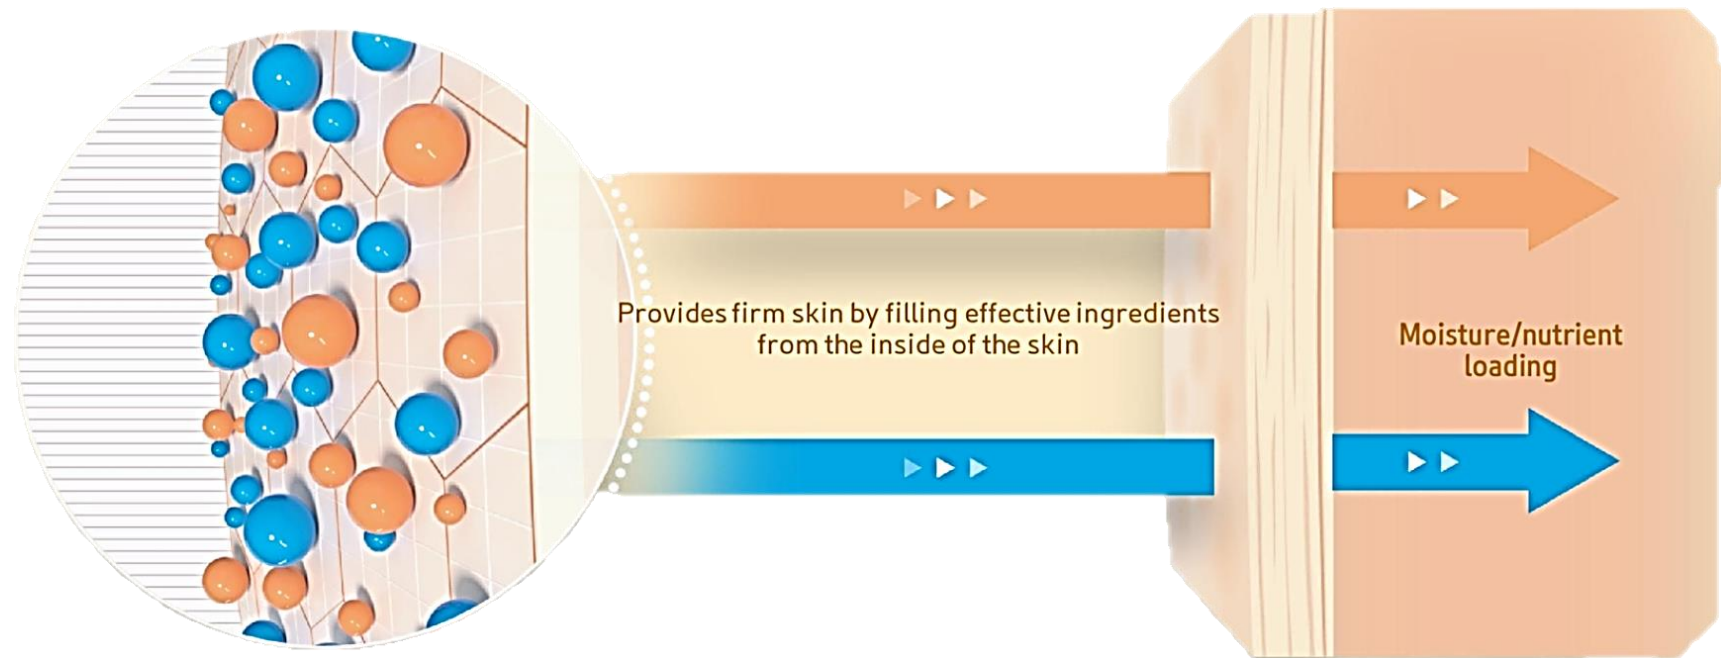 Provides firm skin by filling effective ingredients
from the inside of the skin
Moisture/nutrient
loading